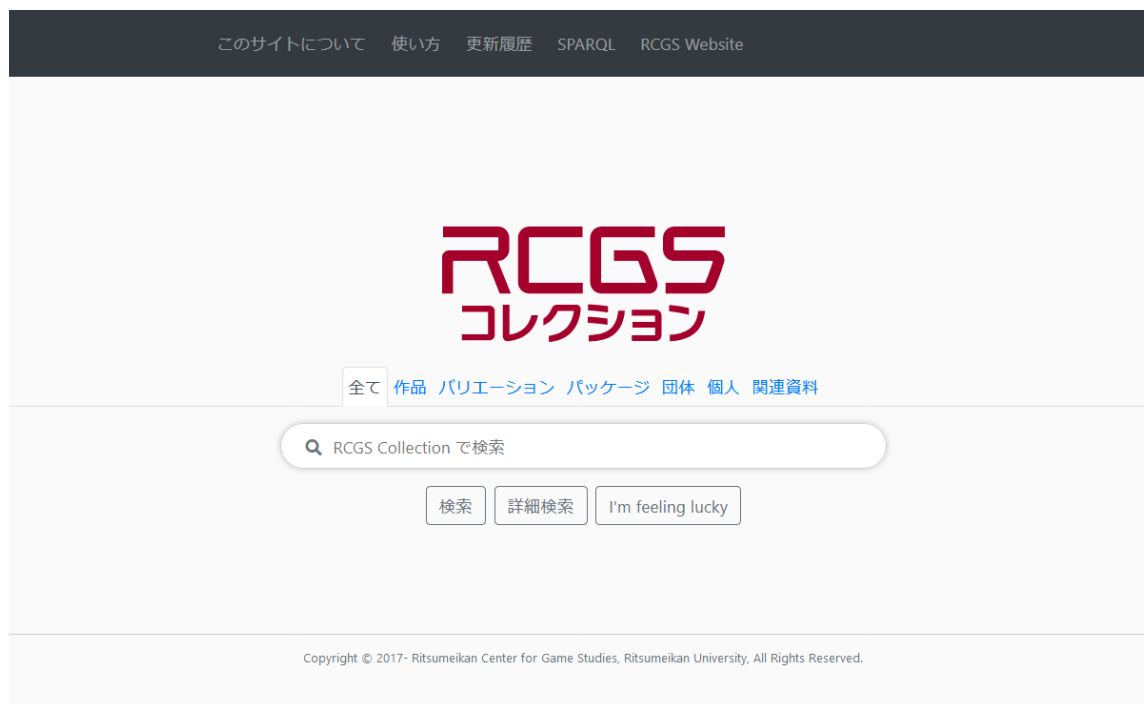 このサイトについて 使い方 更新履歴 SPARQL RCGS Website
RCGS
コレクション
全て 作品 バリエーション パッケージ 団体 個人 関連資料
RCGS Collection で検索
検索 詳細検索 I'm feeling lucky
Copyright © 2017- Ritsumeikan Center for Game Studies, Ritsumeikan University, All Rights Reserved.